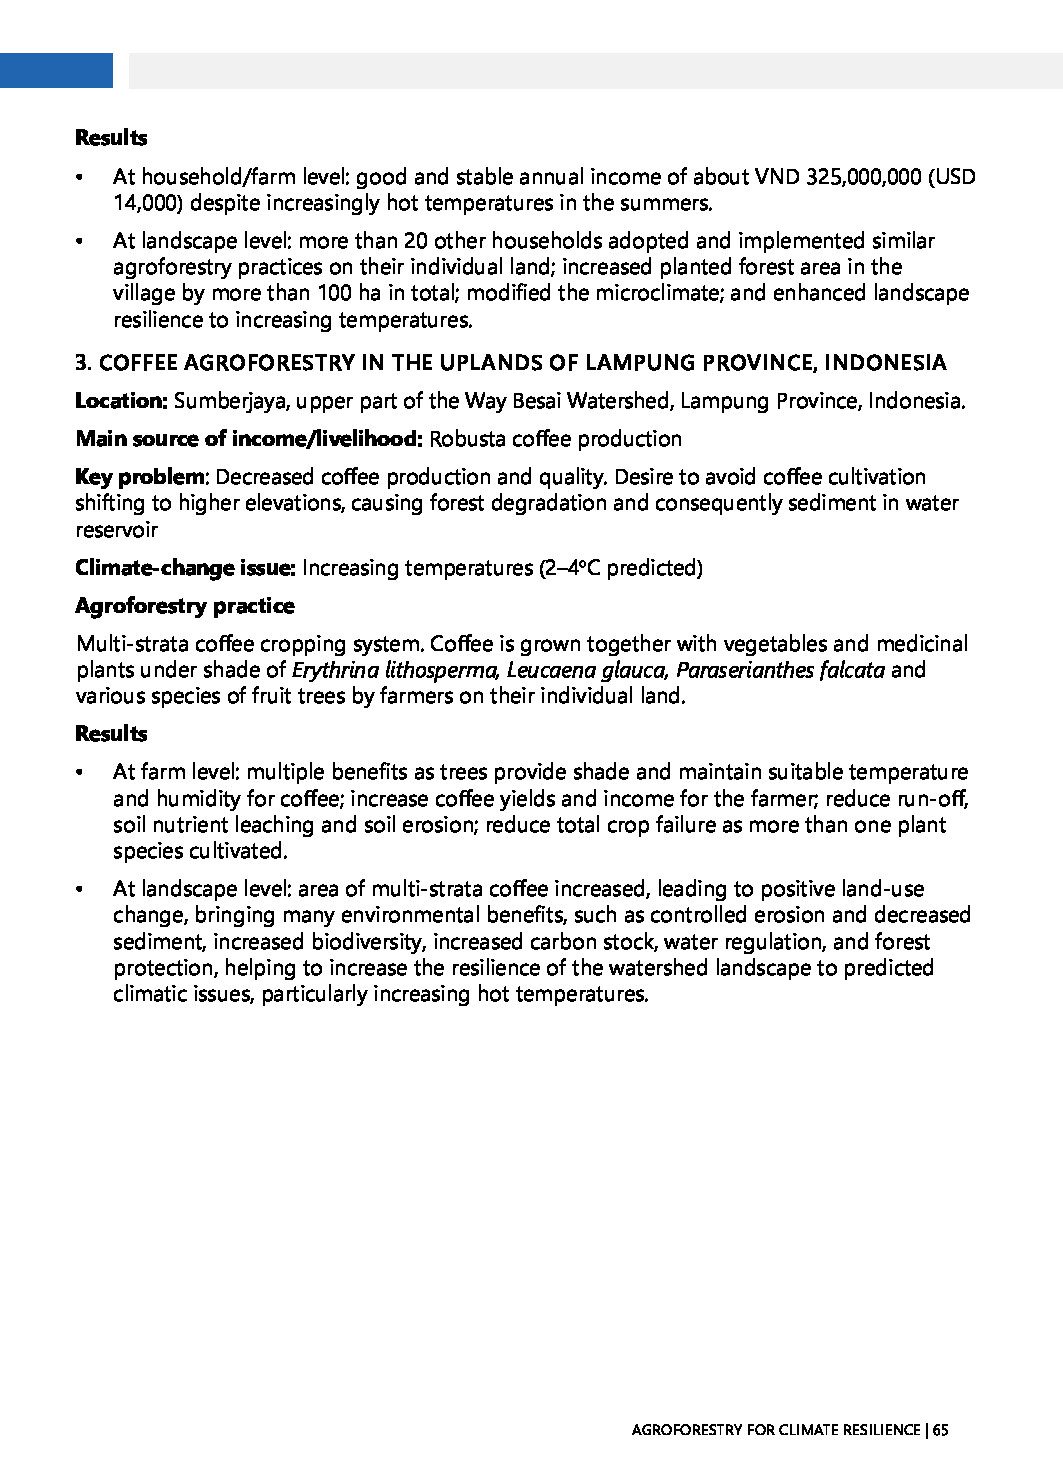 Results
• At household/farm level: good and stable annual income of about VND 325,000,000 (USD
14,000) despite increasingly hot temperatures in the summers.
• At landscape level: more than 20 other households adopted and implemented similar
agroforestry practices on their individual land; increased planted forest area in the
village by more than 100 ha in total; modified the microclimate; and enhanced landscape
resilience to increasing temperatures.
3. COFFEE AGROFORESTRY IN THE UPLANDS OF LAMPUNG PROVINCE, INDONESIA
Location: Sumberjaya, upper part of the Way Besai Watershed, Lampung Province, Indonesia.
Main source of income/livelihood: Robusta coffee production
Key problem: Decreased coffee production and quality. Desire to avoid coffee cultivation
shifting to higher elevations, causing forest degradation and consequently sediment in water
reservoir
Climate-change issue: Increasing temperatures (2–4ºC predicted)
Agroforestry practice
Multi-strata coffee cropping system. Coffee is grown together with vegetables and medicinal
plants under shade of Erythrina lithosperma, Leucaena glauca, Paraserianthes falcata and
various species of fruit trees by farmers on their individual land.
Results
• At farm level: multiple benefits as trees provide shade and maintain suitable temperature
and humidity for coffee; increase coffee yields and income for the farmer; reduce run-off,
soil nutrient leaching and soil erosion; reduce total crop failure as more than one plant
species cultivated.
• At landscape level: area of multi-strata coffee increased, leading to positive land-use
change, bringing many environmental benefits, such as controlled erosion and decreased
sediment, increased biodiversity, increased carbon stock, water regulation, and forest
protection, helping to increase the resilience of the watershed landscape to predicted
climatic issues, particularly increasing hot temperatures.
AGROFORESTRY FOR CLIMATE RESILIENCE | 65